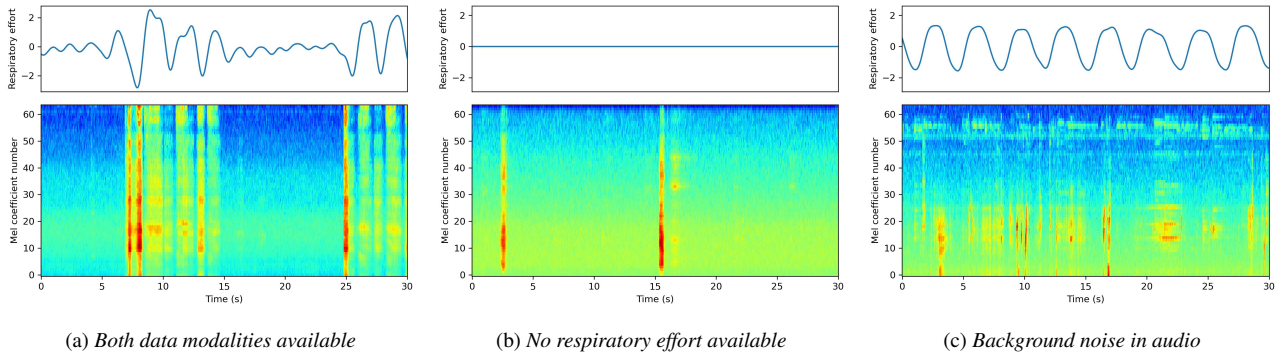 Respiratory effort
2
0
−2
Mel coefficient number
60
50
40
30
20
10
0
0 5 10 15 20 25 30
Time (s)
(a) Both data modalities available
Respiratory effort
2
0
−2
Mel coefficient number
60
50
40
30
20
10
0
0 5 10 15 20 25 30
Time (s)
(b) No respiratory effort available
Respiratory effort
2
0
−2
Mel coefficient number
60
50
40
30
20
10
0
0 5 10 15 20 25 30
Time (s)
(c) Background noise in audio